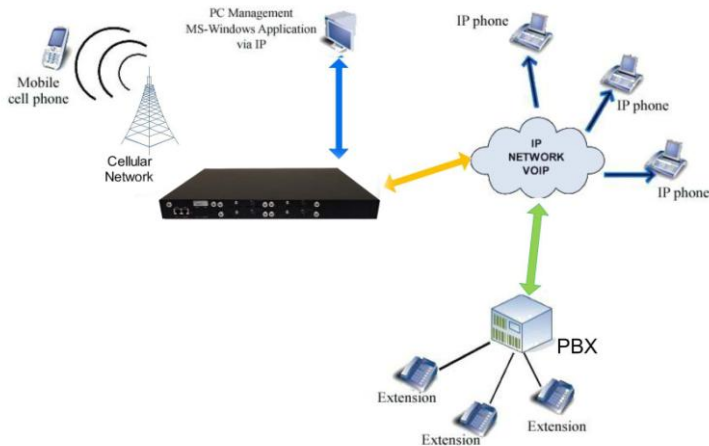 PC Management
MS-Windows Application
via IP
Mobile
cell phone
Cellular
Network
IP phone
IP phone
IP phone
IP
NETWORK
VOIP
PBX
Extension
Extension
Extension